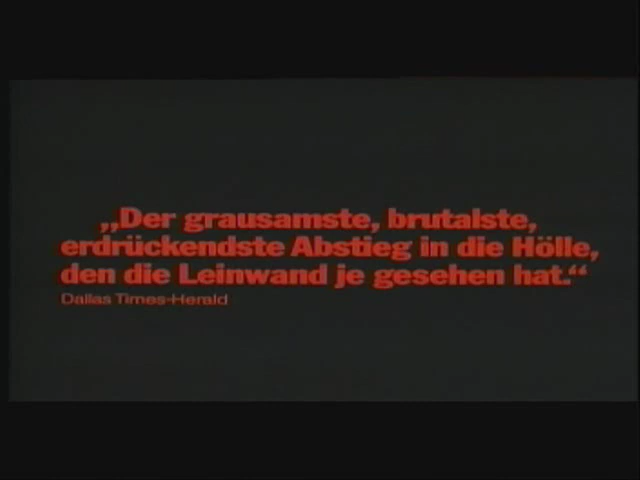 „Der grausamste, brutalste,
erdrückendste Abstieg in die Hölle,
den die Leinwand je gesehen hat.“
Dallas Times-Herald